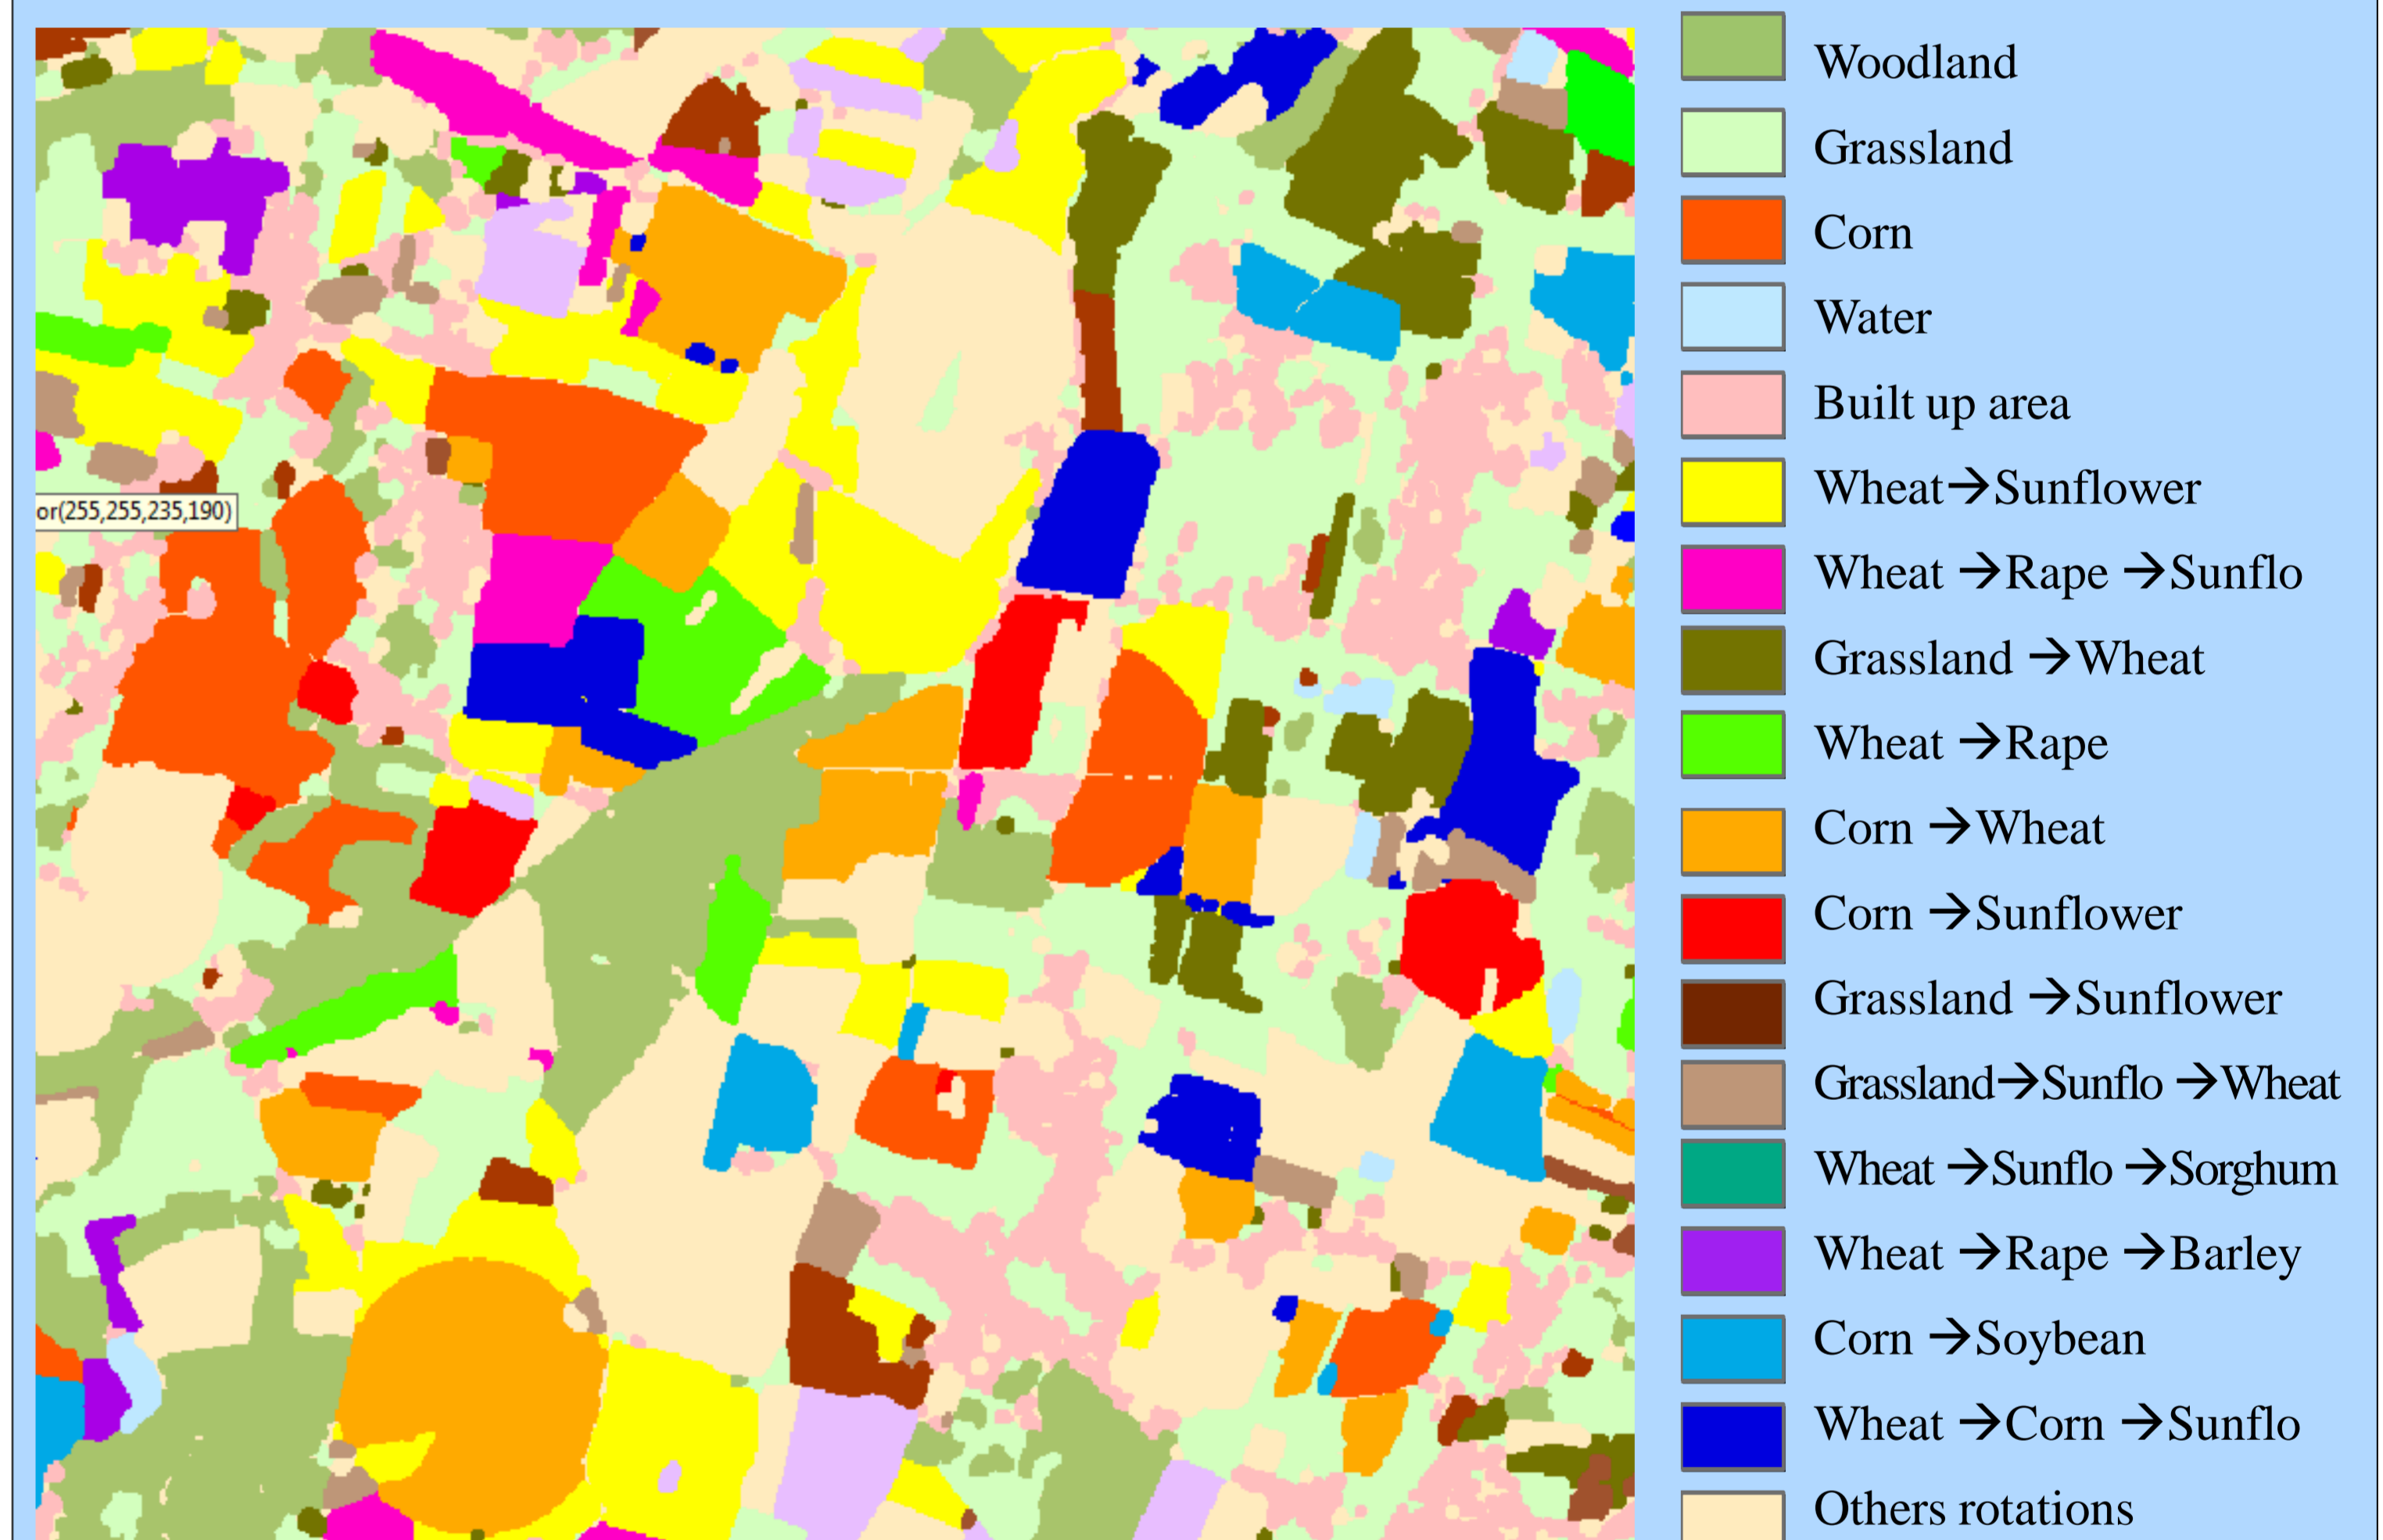 Woodland
Grassland
Corn
Water
Built up area
Wheat→Sunflower
or(255,255,235,190)
Wheat →Rape →Sunflo
Grassland →Wheat
Wheat →Rape
Corn →Wheat
Corn →Sunflower
Grassland →Sunflower
Grassland→Sunflo →Wheat
Wheat →Sunflo →Sorghum
Wheat →Rape →Barley
Corn →Soybean
Wheat →Corn →Sunflo
Others rotations